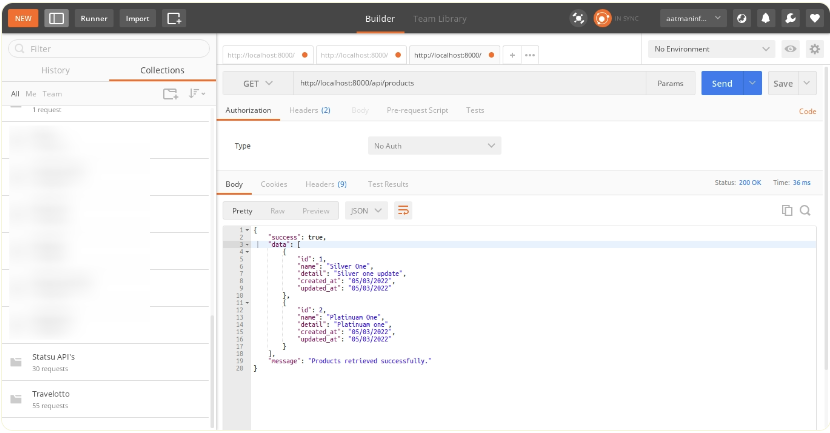 NEW Runner Import Builder Team Library IN SYNC aatmaninf...
Filter
History Collections
All Me Team
1 request
Statsu API's
30 requests
Travelotto
55 requests
http://localhost:8000/ http://localhost:8000/ http://localhost:8000/ + ••• No Environment
GET http://localhost:8000/api/products Params Send Save
Authorization Headers (2) Body Pre-request Script Tests Code
Type No Auth
Body Cookies Headers (9) Test Results Status: 200 OK Time: 36 ms
Pretty Raw Preview JSON
1 {
2 "success": true,
3 "data": [
4 {
5 "id": 1,
6 "name": "Silver One",
7 "detail": "Silver one update",
8 "created_at": "05/03/2022",
9 "updated_at": "05/03/2022"
10 },
11 {
12 "id": 2,
13 "name": "Platinum One",
14 "detail": "Platinuam one",
15 "created_at": "05/03/2022",
16 "updated_at": "05/03/2022"
17 }
18 ],
19 "message": "Products retrieved successfully."
20 }